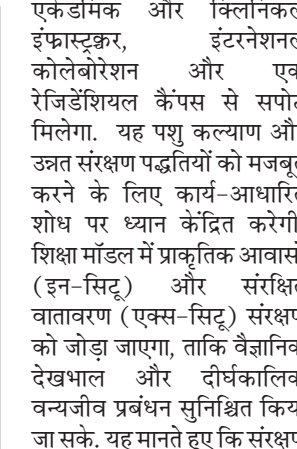 एकेडमिक और क्लिनिकल
इंफ्रास्ट्रक्चर, इंटरनेशनल
कोलेबोरेशन और एक
रेजिडेंशियल कैंपस से सपोर्ट
मिलेगा. यह पशु कल्याण और
उन्नत संरक्षण पद्धतियों को मजबूत
करने के लिए कार्य-आधारित
शोध पर ध्यान केंद्रित करेगी
शिक्षा मॉडल में प्राकृतिक आवासों
(इन-सिटू) और संरक्षित
वातावरण (एक्स-सिटू) संरक्षण
को जोड़ा जाएगा, ताकि वैज्ञानिक
देखभाल और दीर्घकालिक
वन्यजीव प्रबंधन सुनिश्चित किया
जा सके. यह मानते हुए कि संरक्षण